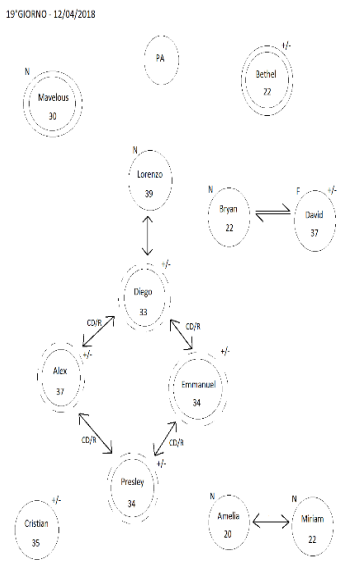 19°GIORNO - 12/04/2018
PA
+/-
Bethel
22
N
Mavelous
30
N
Lorenzo
39
N
Bryan
22
F
+/-
David
37
+/-
Diego
33
CD/R
CD/R
+/-
Alex
37
+/-
Emmanuel
34
CD/R
CD/R
+/-
Presley
34
+/-
Cristian
35
N
Amelia
20
N
Miriam
22